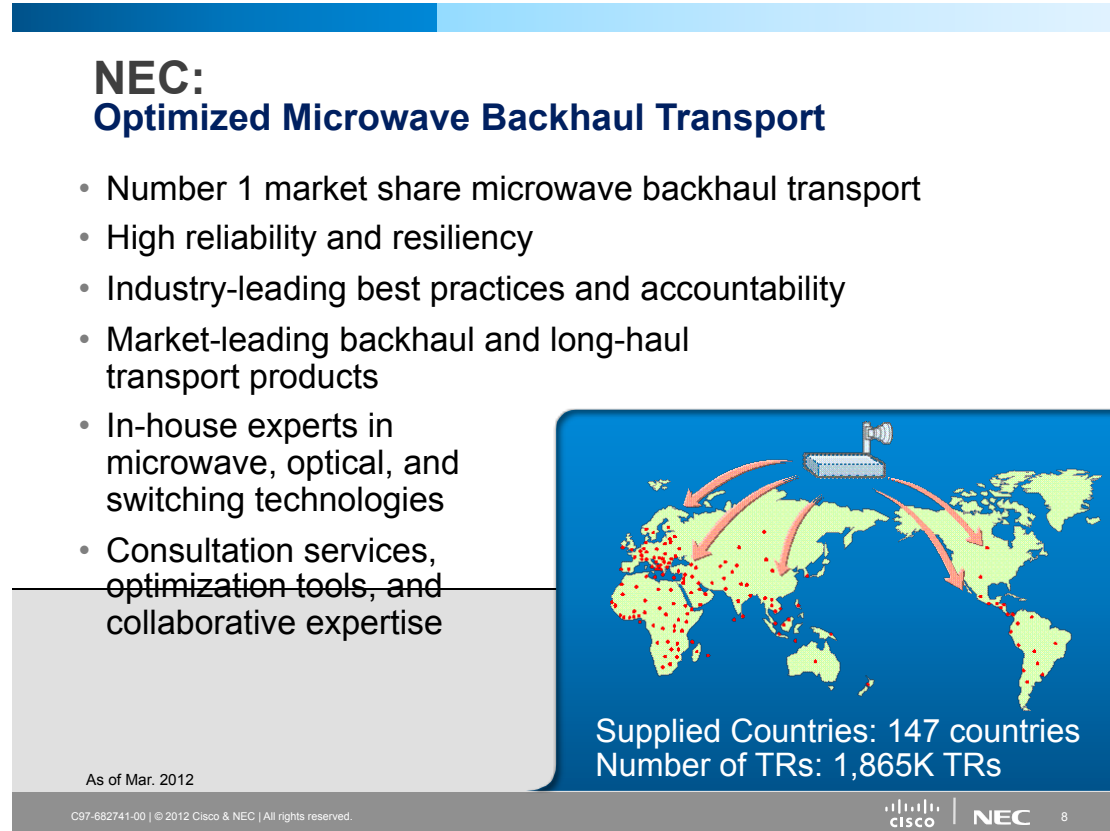 NEC:
Optimized Microwave Backhaul Transport
• Number 1 market share microwave backhaul transport
• High reliability and resiliency
• Industry-leading best practices and accountability
• Market-leading backhaul and long-haul
transport products
• In-house experts in
microwave, optical, and
switching technologies
• Consultation services,
optimization tools, and
collaborative expertise
Supplied Countries: 147 countries
Number of TRs: 1,865K TRs
As of Mar. 2012
C97-682741-00 | © 2012 Cisco & NEC | All rights reserved.
CISCO
NEC
8